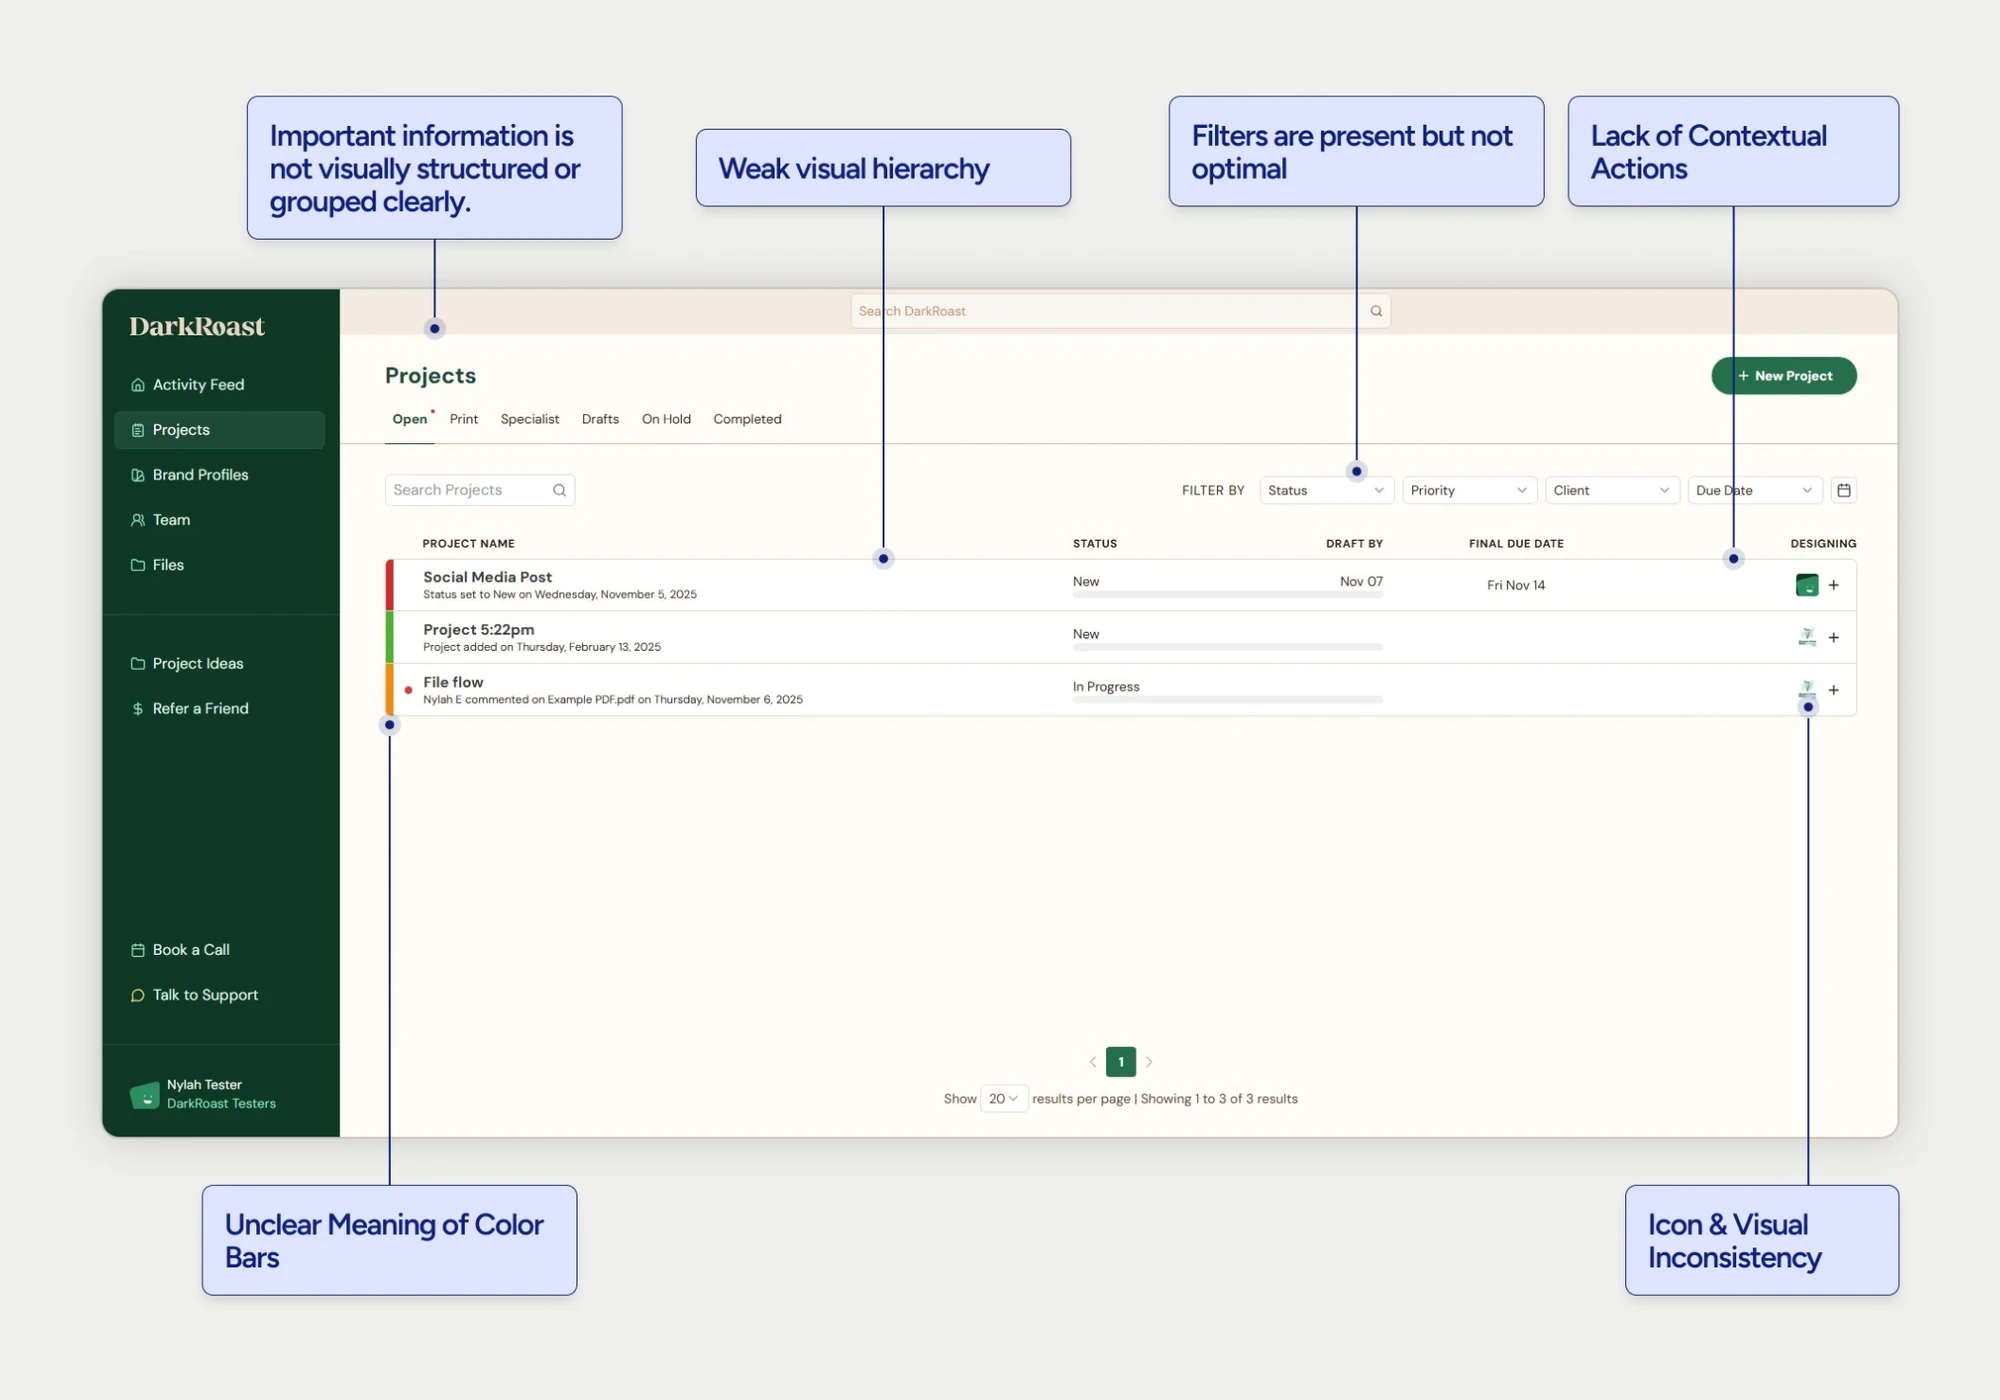 Important information is
not visually structured or
grouped clearly.
Weak visual hierarchy
Filters are present but not
optimal
Lack of Contextual
Actions
DarkRoast
Activity Feed
Projects
Brand Profiles
Team
Files
Project Ideas
Refer a Friend
Book a Call
Talk to Support
Nylah Tester
DarkRoast Testers
Search DarkRoast
Projects
+ New Project
Open Print Specialist Drafts On Hold Completed
Search Projects
FILTER BY Status Priority Client Due Date
PROJECT NAME STATUS DRAFT BY FINAL DUE DATE DESIGNING
Social Media Post
Status set to New on Wednesday, November 5, 2025
New Nov 07 Fri Nov 14 +
Project 5:22pm
Project added on Thursday, February 13, 2025
New +
File flow
Nylah E commented on Example PDF.pdf on Thursday, November 6, 2025
In Progress +
1
Show 20 results per page | Showing 1 to 3 of 3 results
Unclear Meaning of Color
Bars
Icon & Visual
Inconsistency